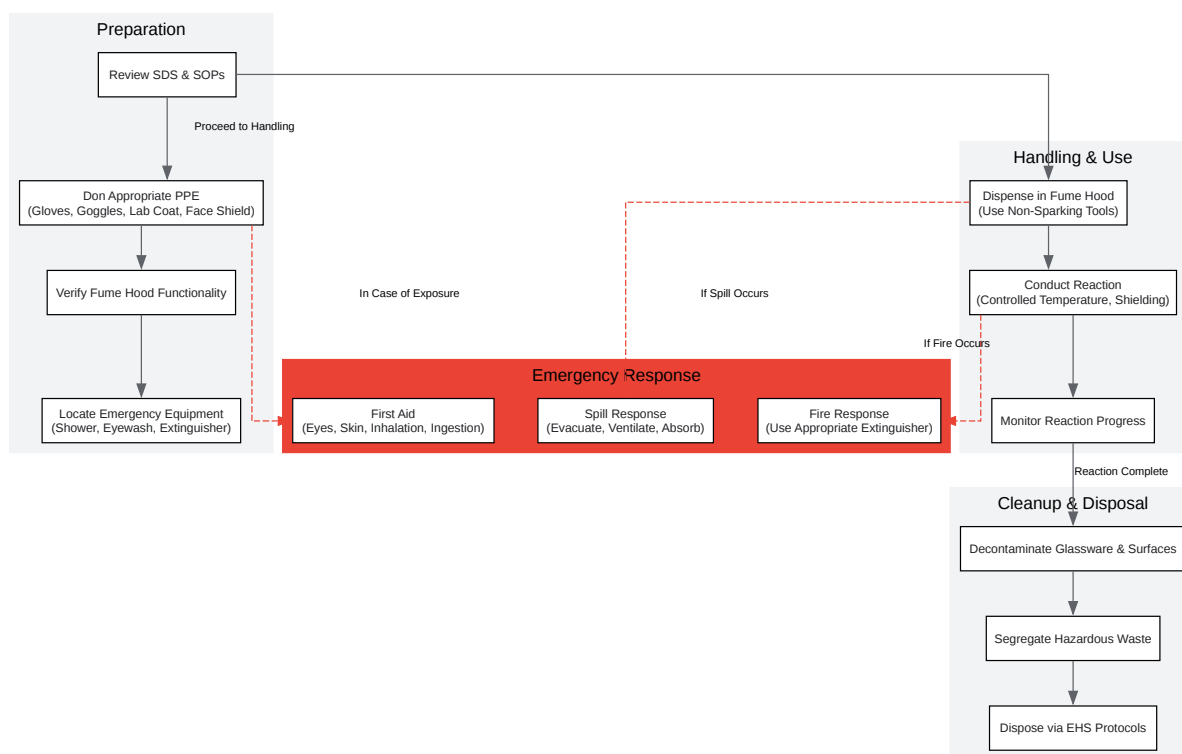 Preparation
Review SDS & SOPs
Proceed to Handling
Don Appropriate PPE
(Gloves, Goggles, Lab Coat, Face Shield)
Verify Fume Hood Functionality
Locate Emergency Equipment
(Shower, Eyewash, Extinguisher)
In Case of Exposure
If Spill Occurs
If Fire Occurs
Emergency Response
First Aid
(Eyes, Skin, Inhalation, Ingestion)
Spill Response
(Evacuate, Ventilate, Absorb)
Fire Response
(Use Appropriate Extinguisher)
Handling & Use
Dispense in Fume Hood
(Use Non-Sparking Tools)
Conduct Reaction
(Controlled Temperature, Shielding)
Monitor Reaction Progress
Reaction Complete
Cleanup & Disposal
Decontaminate Glassware & Surfaces
Segregate Hazardous Waste
Dispose via EHS Protocols